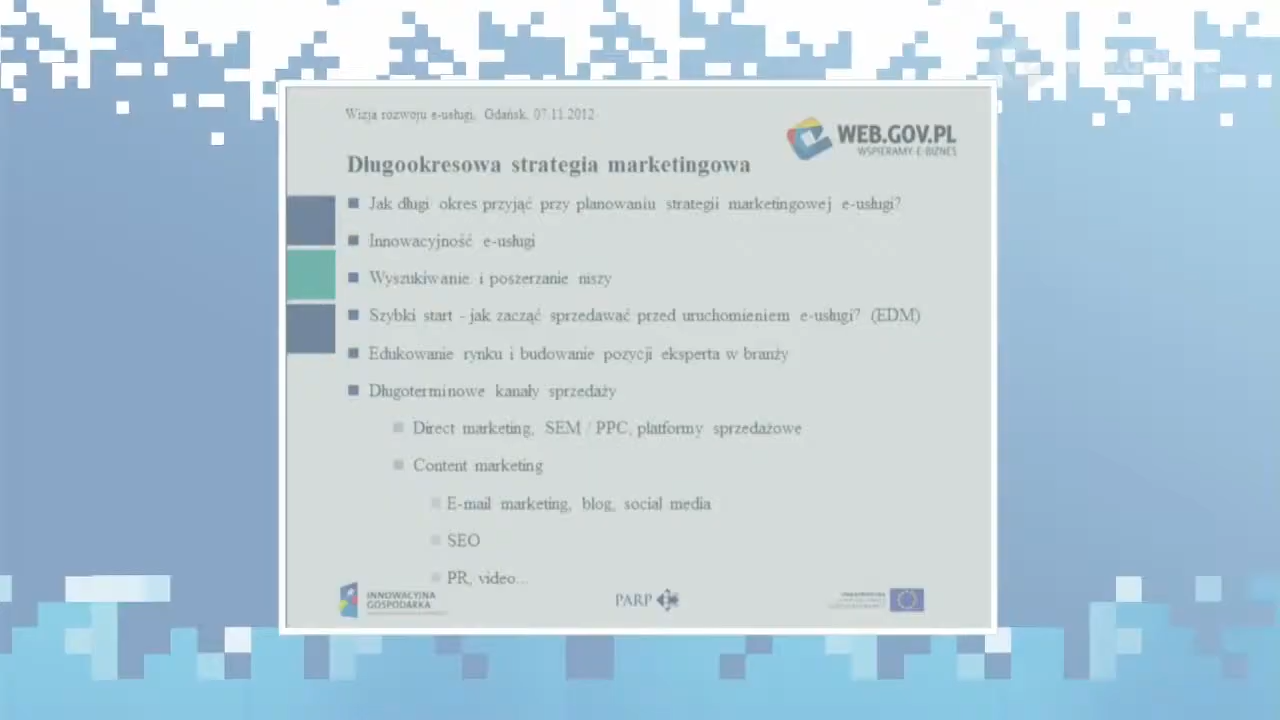 Wizja rozwoju e-usługi, Gdańsk, 07.11.2012
WEB.GOV.PL
WSPIERAMY E-BIZNES
Długookresowa strategia marketingowa
Jak długi okres przyjąć przy planowaniu strategii marketingowej e-usługi?
Innowacyjność e-usługi
Wyszukiwanie i poszerzanie niszy
Szybki start - jak zacząć sprzedawać przed uruchomieniem e-usługi? (EDM)
Edukowanie rynku i budowanie pozycji eksperta w branży
Długoterminowe kanały sprzedaży
Direct marketing, SEM / PPC, platformy sprzedażowe
Content marketing
E-mail marketing, blog, social media
SEO
PR, video...
INNOWACYJNA
GOSPODARKA
PARP